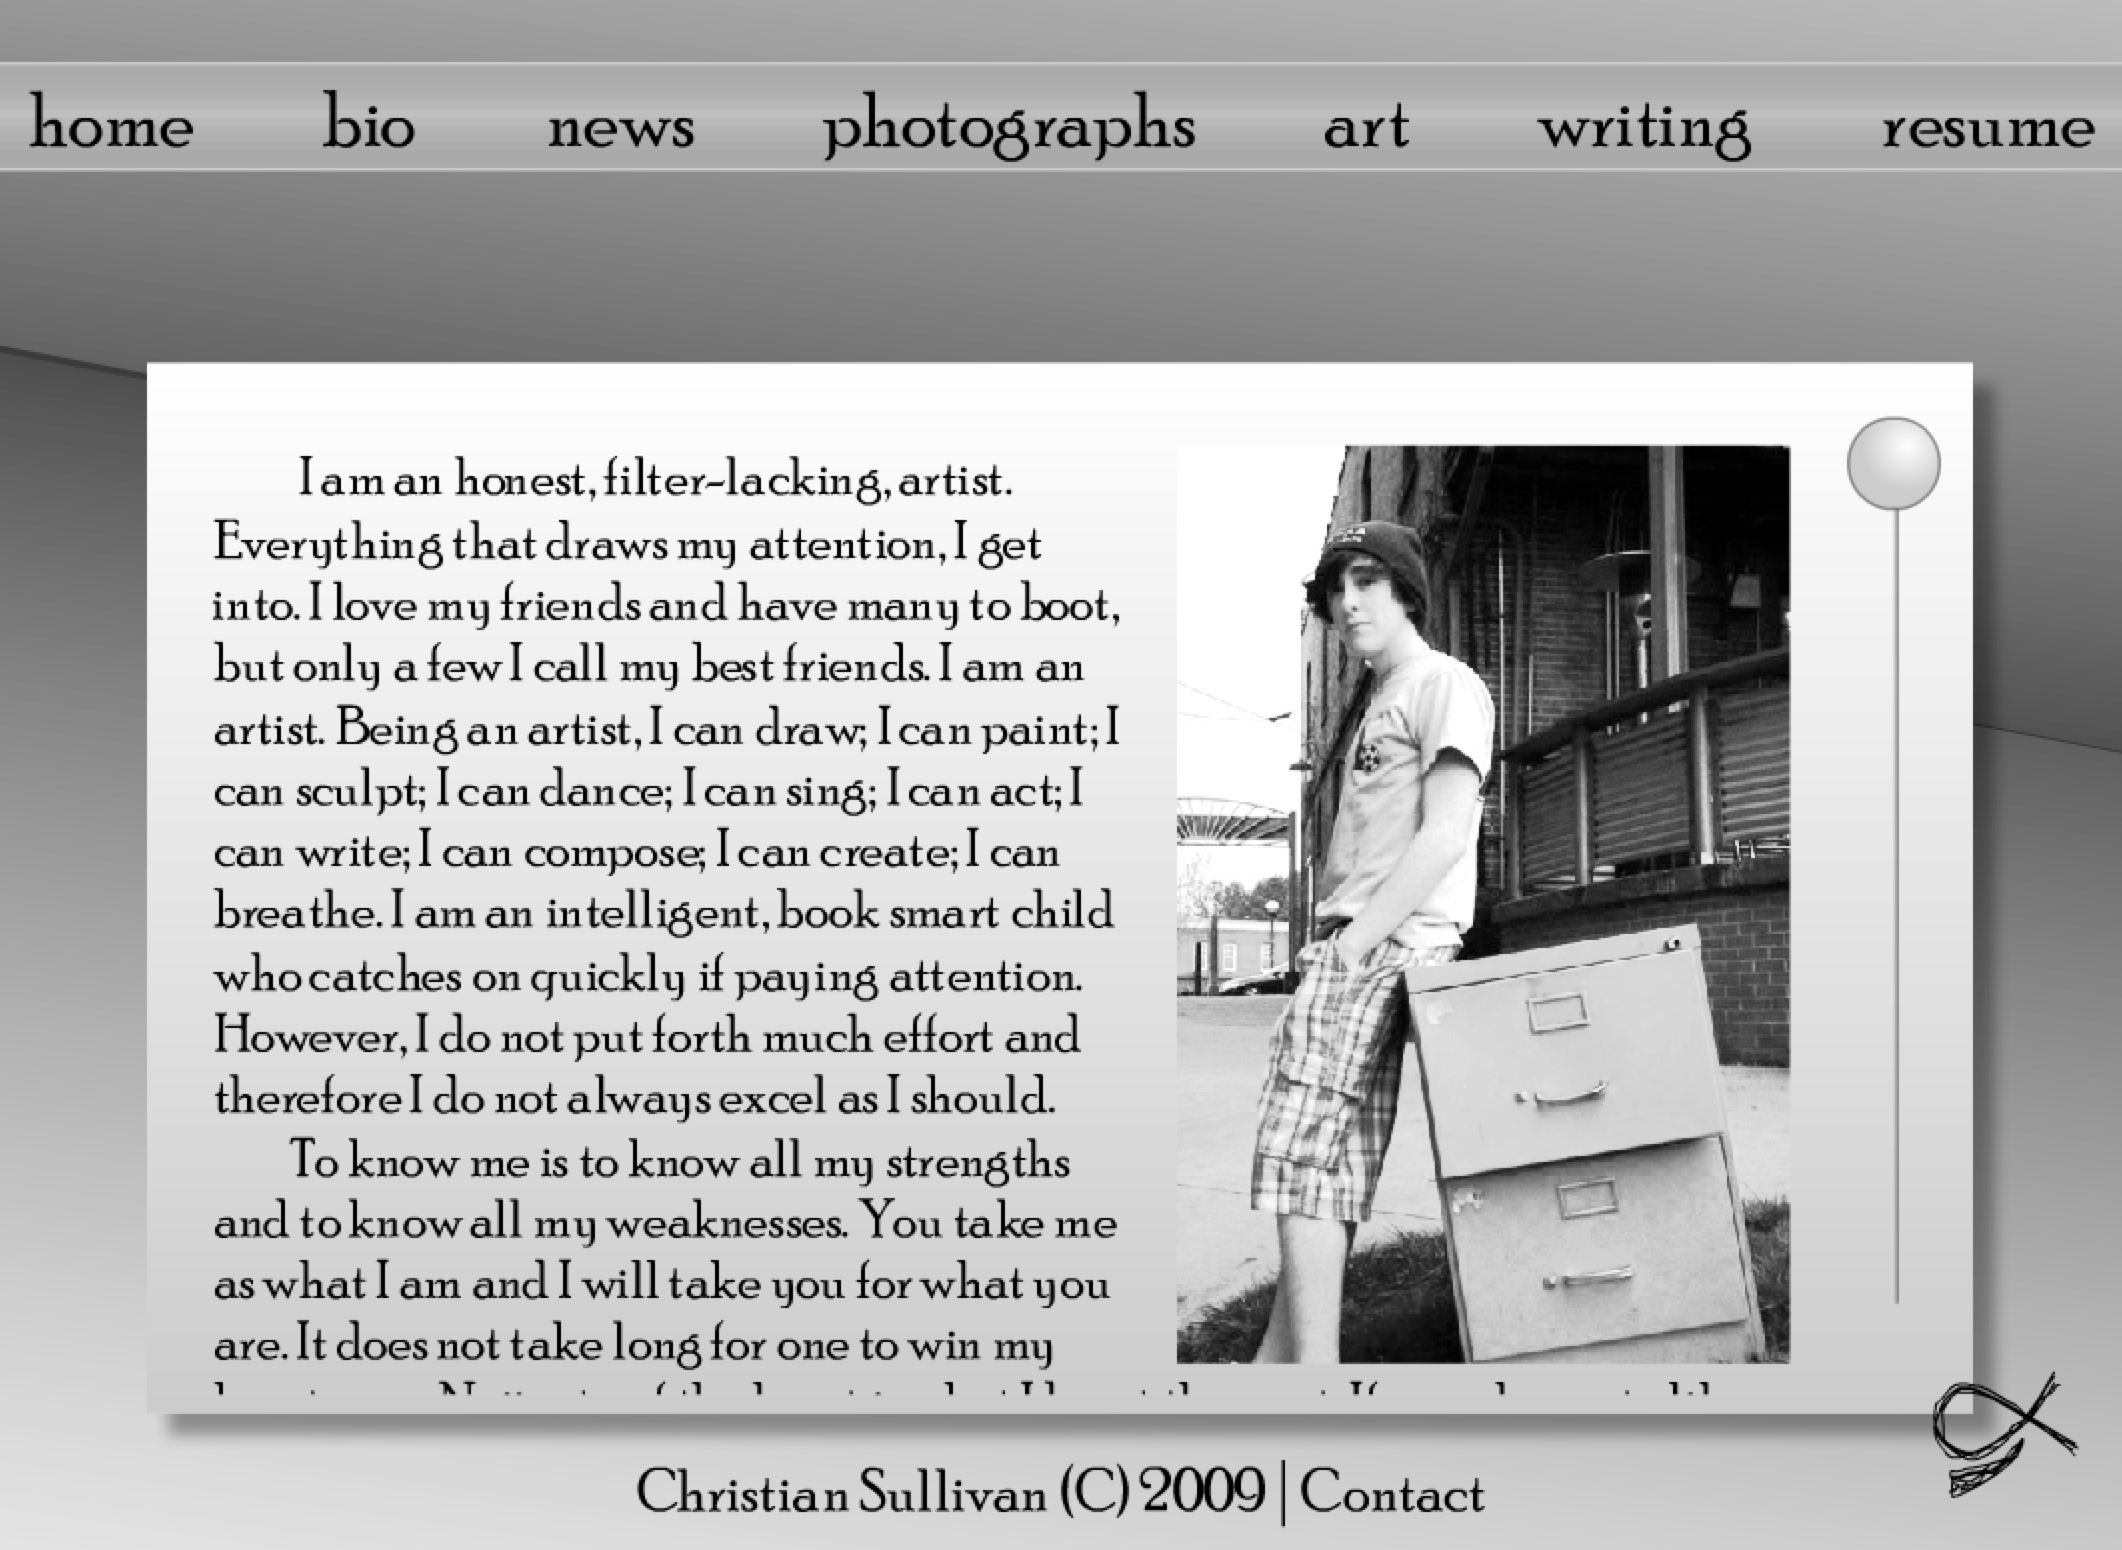 home bio news photographs art writing resume
I am an honest, filter-lacking, artist.
Everything that draws my attention, I get
into. I love my friends and have many to boot,
but only a few I call my best friends. I am an
artist. Being an artist, I can draw; I can paint; I
can sculpt; I can dance; I can sing; I can act; I
can write; I can compose; I can create; I can
breathe. I am an intelligent, book smart child
who catches on quickly if paying attention.
However, I do not put forth much effort and
therefore I do not always excel as I should.
To know me is to know all my strengths
and to know all my weaknesses. You take me
as what I am and I will take you for what you
are. It does not take long for one to win my
Christian Sullivan (C) 2009 | Contact